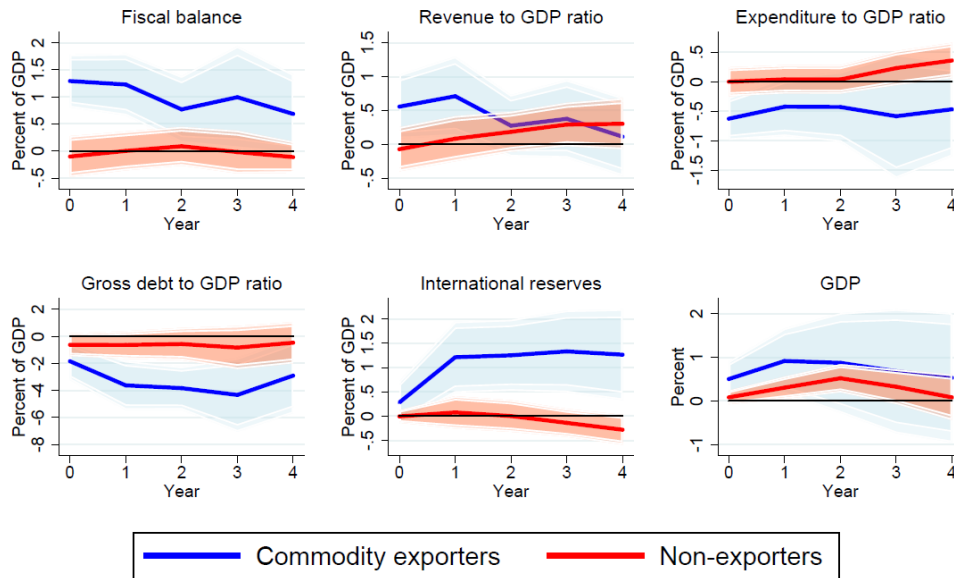 Fiscal balance
Percent of GDP
2
1.5
1
.5
0
-.5
0 1 2 3 4
Year
Revenue to GDP ratio
Percent of GDP
1.5
1
.5
0
-.5
0 1 2 3 4
Year
Expenditure to GDP ratio
Percent of GDP
.5
0
-.5
-1
-1.5
0 1 2 3 4
Year
Gross debt to GDP ratio
Percent of GDP
2
0
-2
-4
-6
-8
0 1 2 3 4
Year
International reserves
Percent of GDP
2
1.5
1
.5
0
-.5
0 1 2 3 4
Year
GDP
Percent
2
1
0
-1
0 1 2 3 4
Year
Commodity exporters
Non-exporters